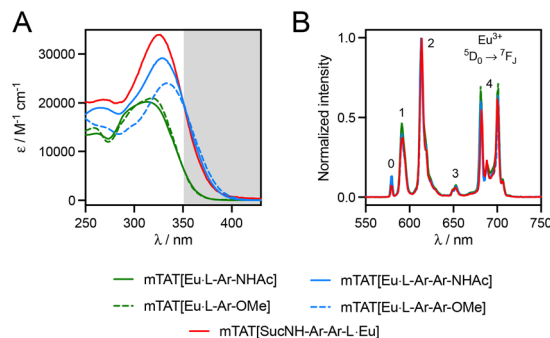 A
B
ε / M⁻¹ cm⁻¹
30000
20000
10000
0
250
300
350
400
λ / nm
Normalized intensity
1.0
0.5
0.0
550
600
650
700
750
λ / nm
0
1
2
3
4
Eu³⁺
⁵D₀ → ⁷F_J
mTAT[Eu·L-Ar-NHAc]
mTAT[Eu·L-Ar-Ar-NHAc]
mTAT[Eu·L-Ar-OMe]
mTAT[Eu·L-Ar-Ar-OMe]
mTAT[SucNH-Ar-Ar-L·Eu]